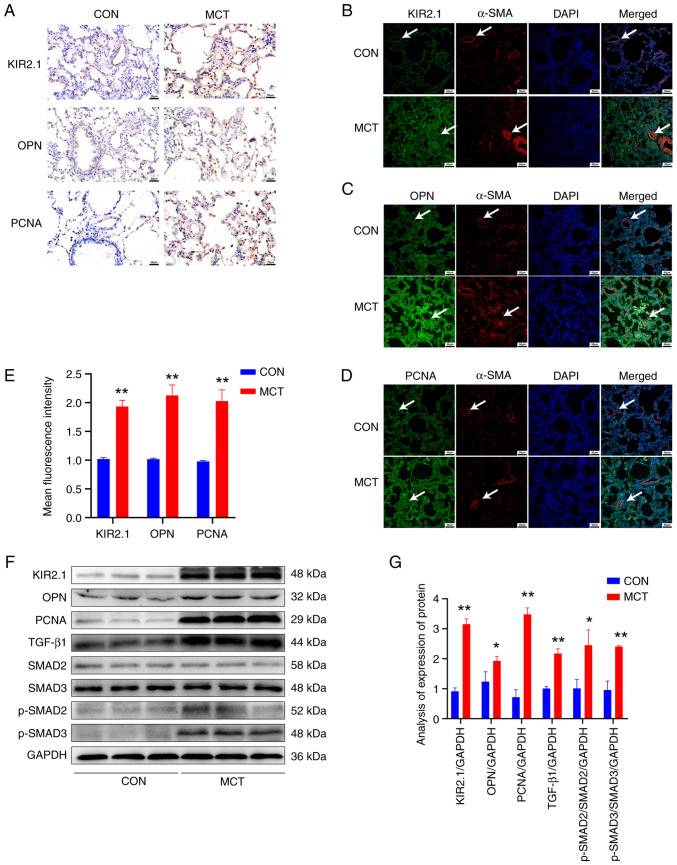 A
CON MCT
KIR2.1
OPN
PCNA
B
KIR2.1 α-SMA DAPI Merged
CON
MCT
C
OPN α-SMA DAPI Merged
CON
MCT
D
PCNA α-SMA DAPI Merged
CON
MCT
E
CON
MCT
Mean fluorescence intensity
2.5
2.0
1.5
1.0
0.5
0.0
** ** **
KIR2.1 OPN PCNA
F
KIR2.1 48 kDa
OPN 32 kDa
PCNA 29 kDa
TGF-β1 44 kDa
SMAD2 58 kDa
SMAD3 48 kDa
p-SMAD2 52 kDa
p-SMAD3 48 kDa
GAPDH 36 kDa
CON MCT
G
CON
MCT
Analysis of expression of protein
4
3
2
1
0
** * ** ** * **
KIR2.1/GAPDH
OPN/GAPDH
PCNA/GAPDH
TGF-β1/GAPDH
p-SMAD2/SMAD2/GAPDH
p-SMAD3/SMAD3/GAPDH